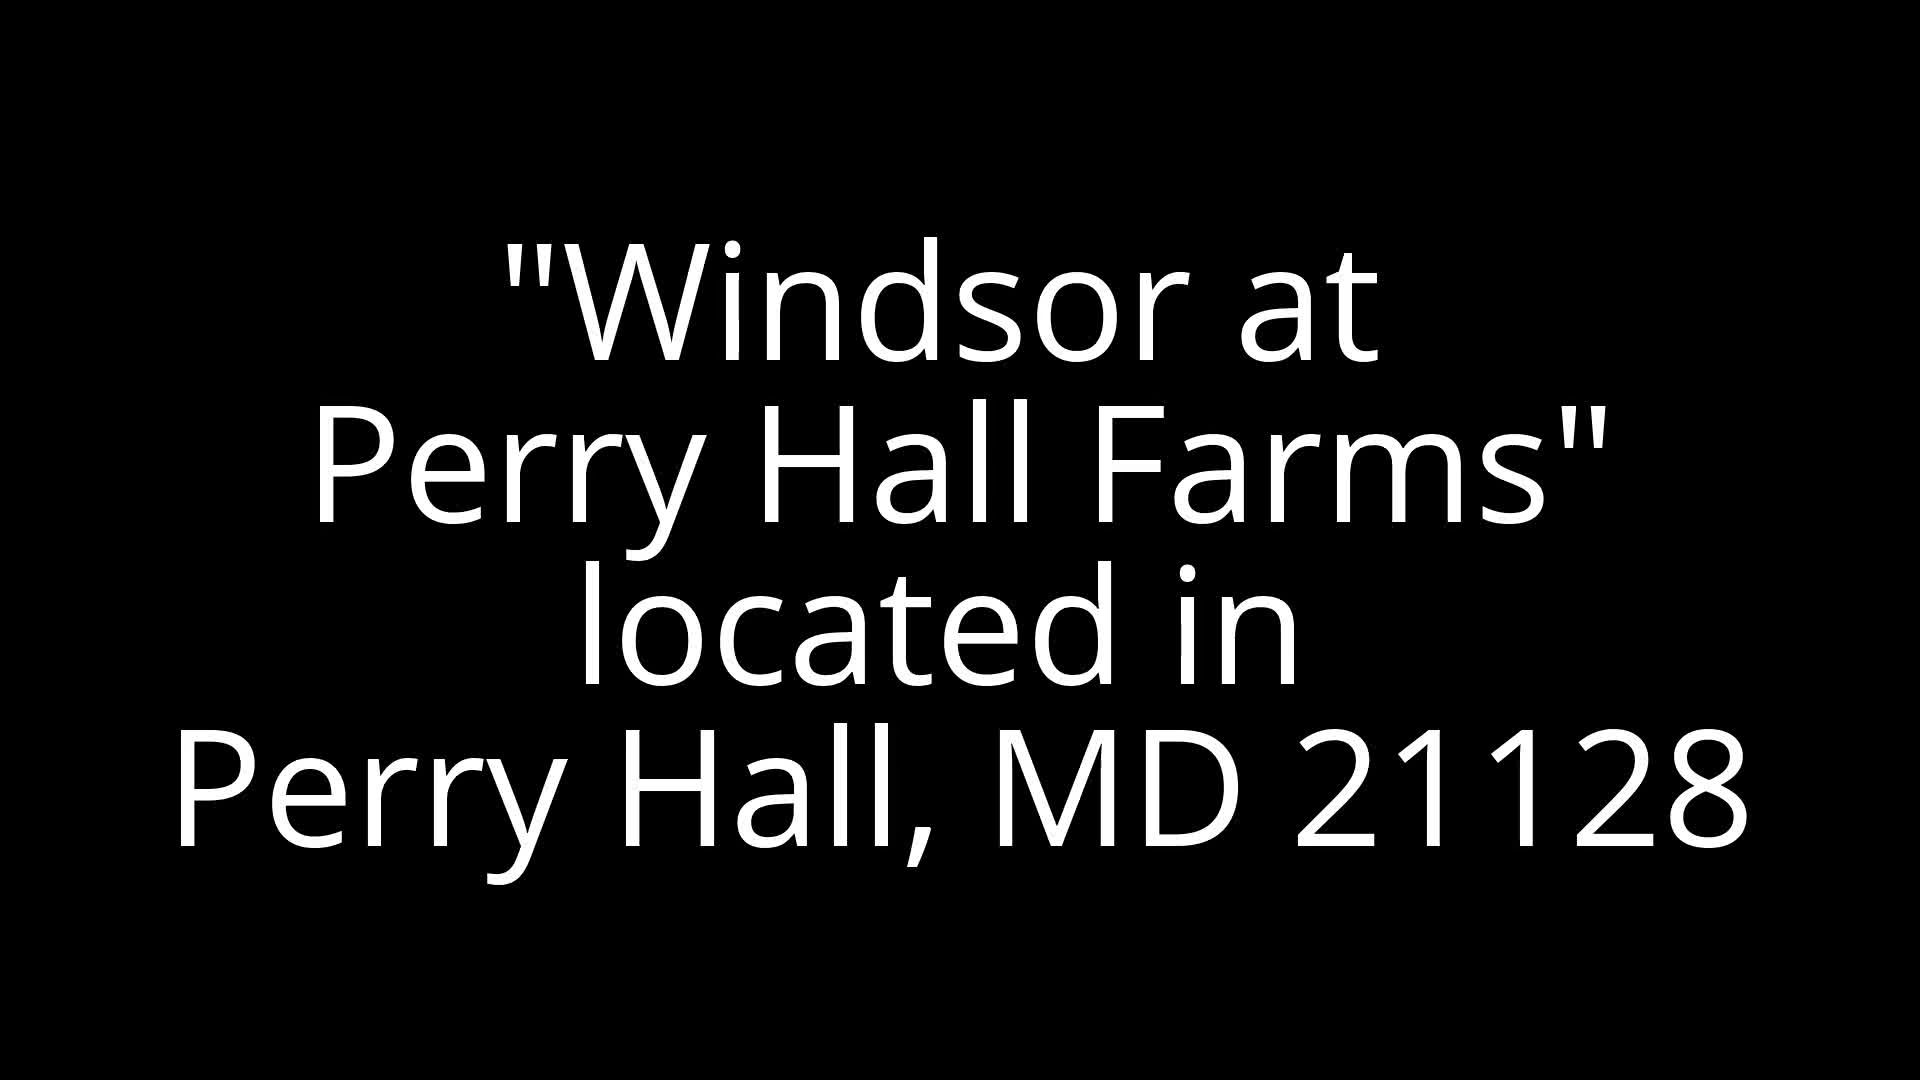 "Windsor at
Perry Hall Farms"
located in
Perry Hall, MD 21128